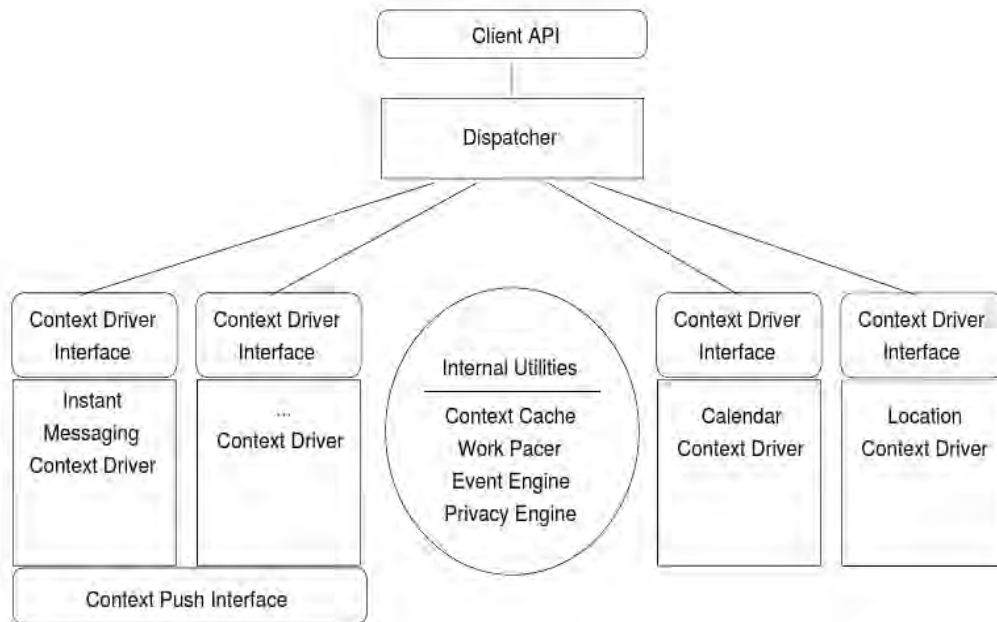 Client API
Dispatcher
Context Driver
Interface
Context Driver
Interface
Context Driver
Interface
Context Driver
Interface
Instant
Messaging
Context Driver
...
Context Driver
Internal Utilities
Context Cache
Work Pacer
Event Engine
Privacy Engine
Calendar
Context Driver
Location
Context Driver
Context Push Interface